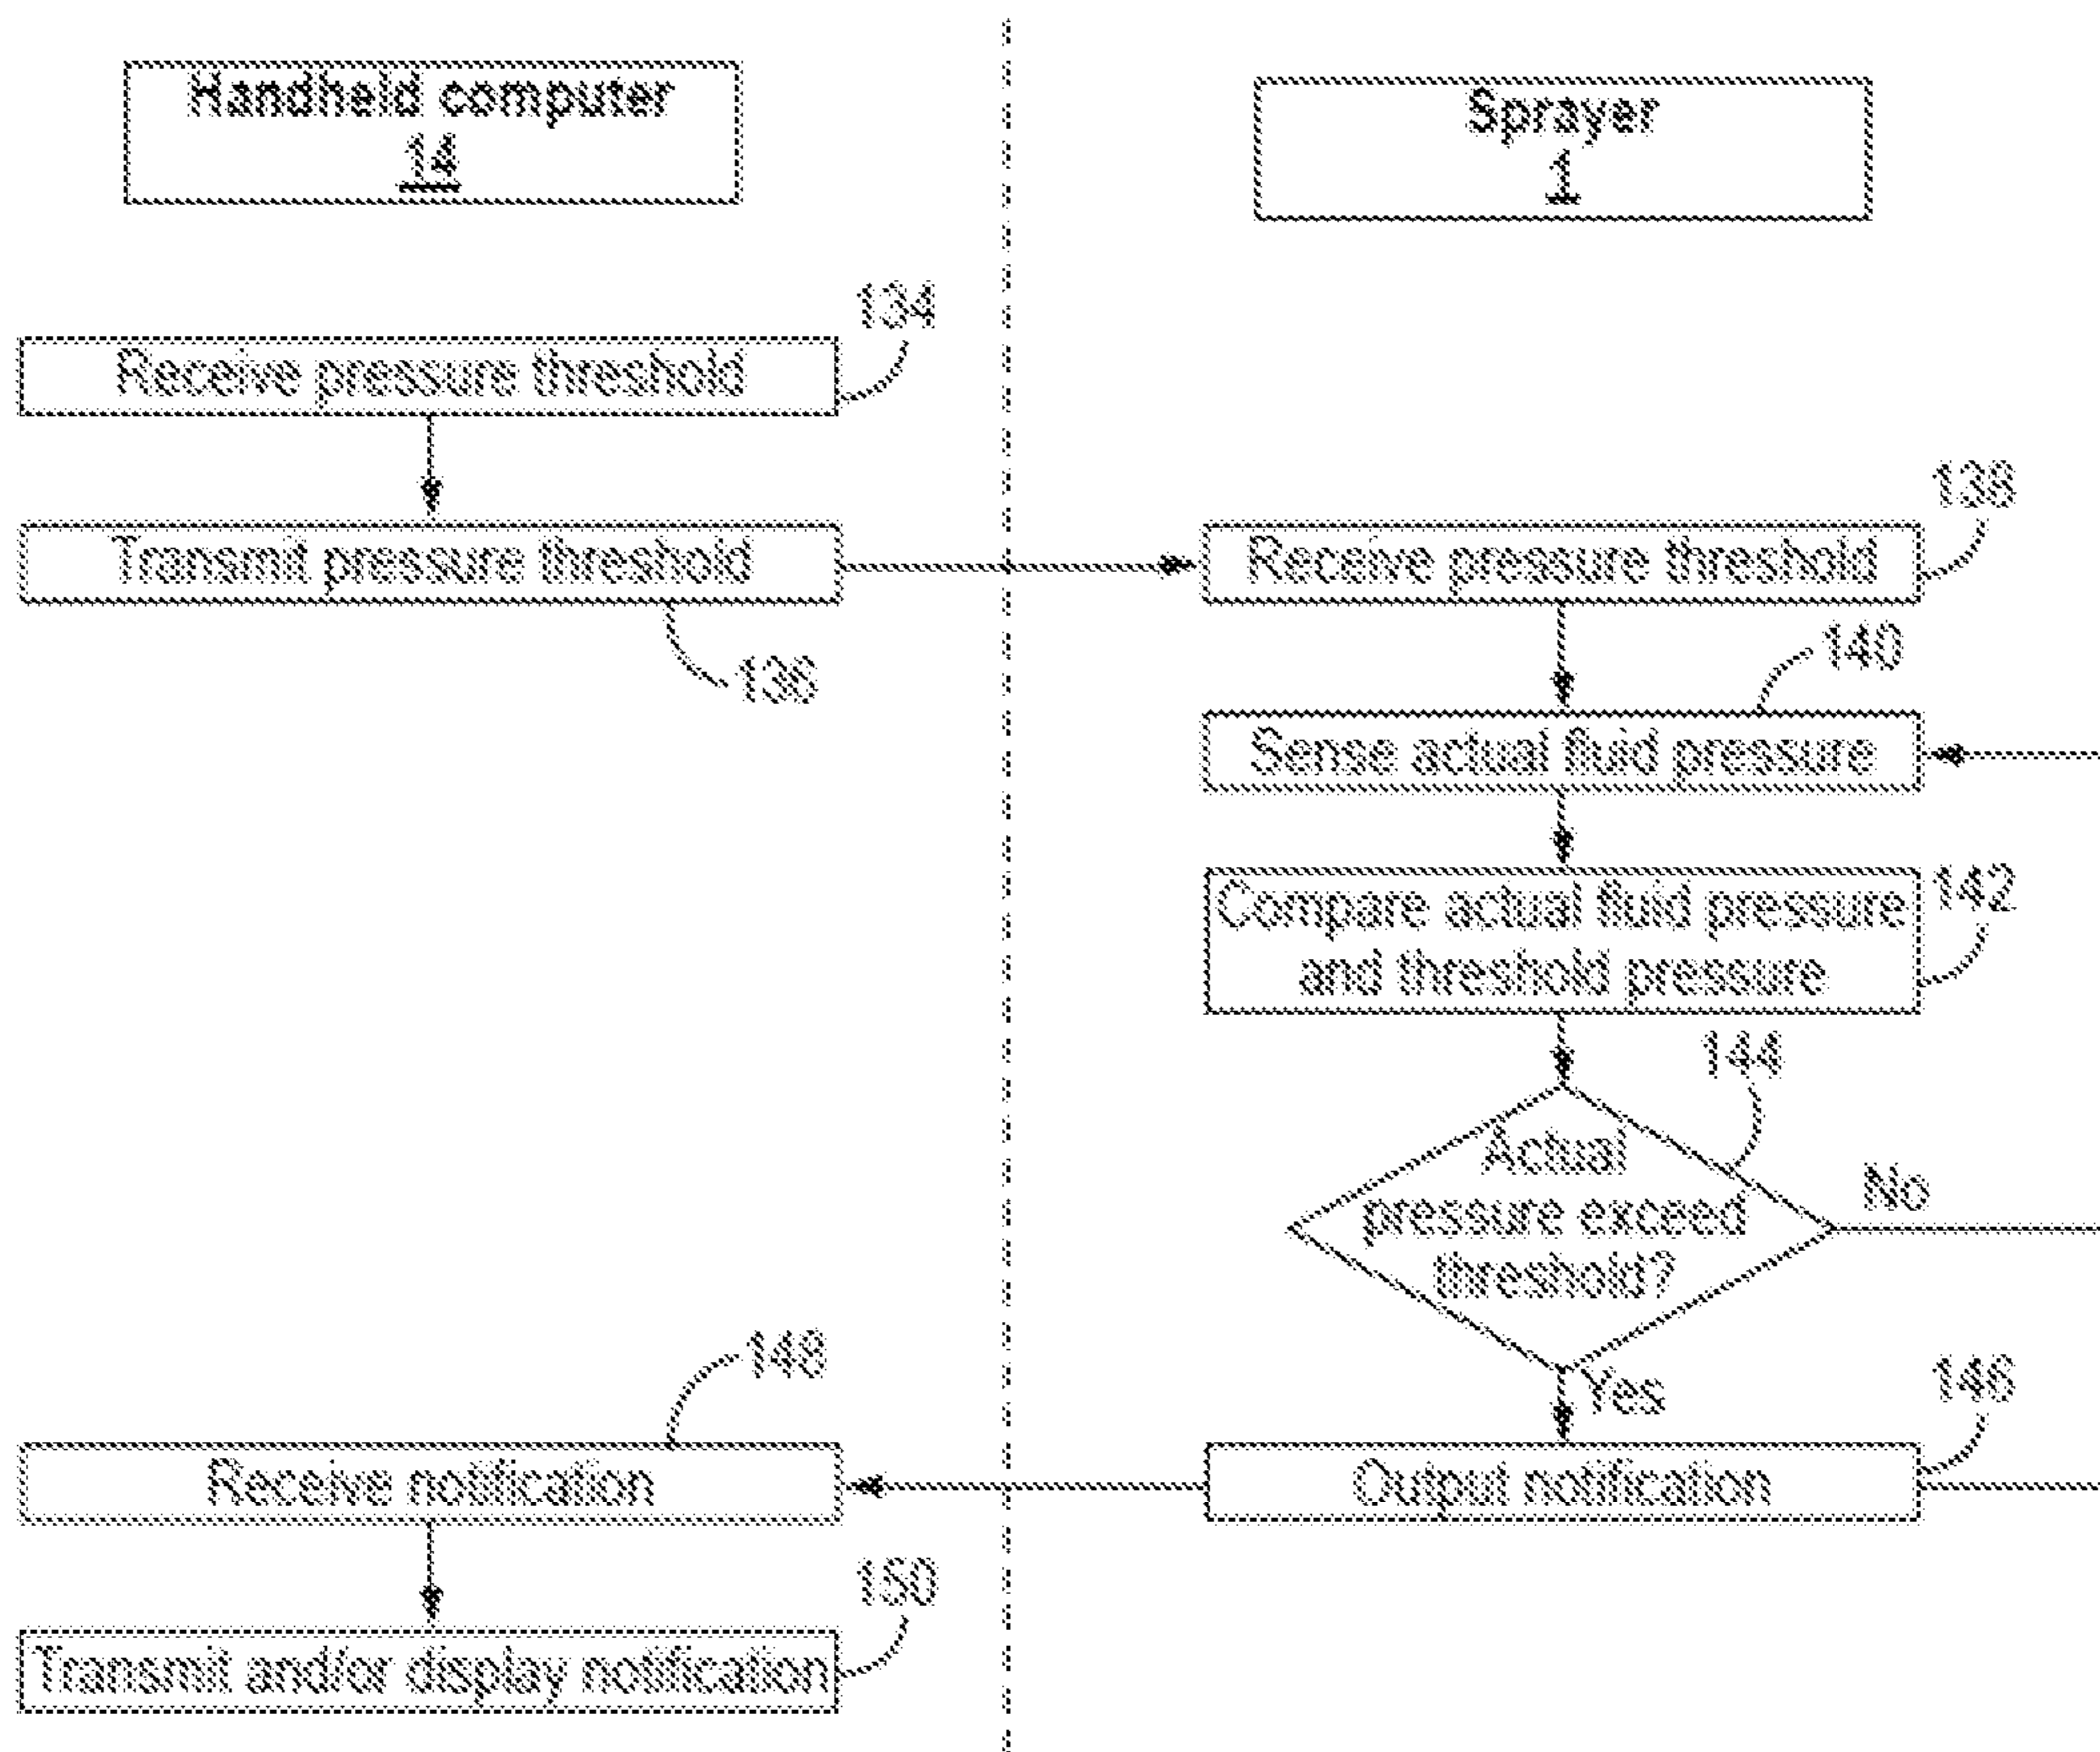 Handheld computer
14
Sprayer
1
134
Receive pressure threshold
138
Transmit pressure threshold
Receive pressure threshold
136
140
Sense actual fluid pressure
142
Compare actual fluid pressure
and threshold pressure
144
Actual
pressure exceed
threshold?
No
Yes
148
146
Receive notification
Output notification
150
Transmit and/or display notification